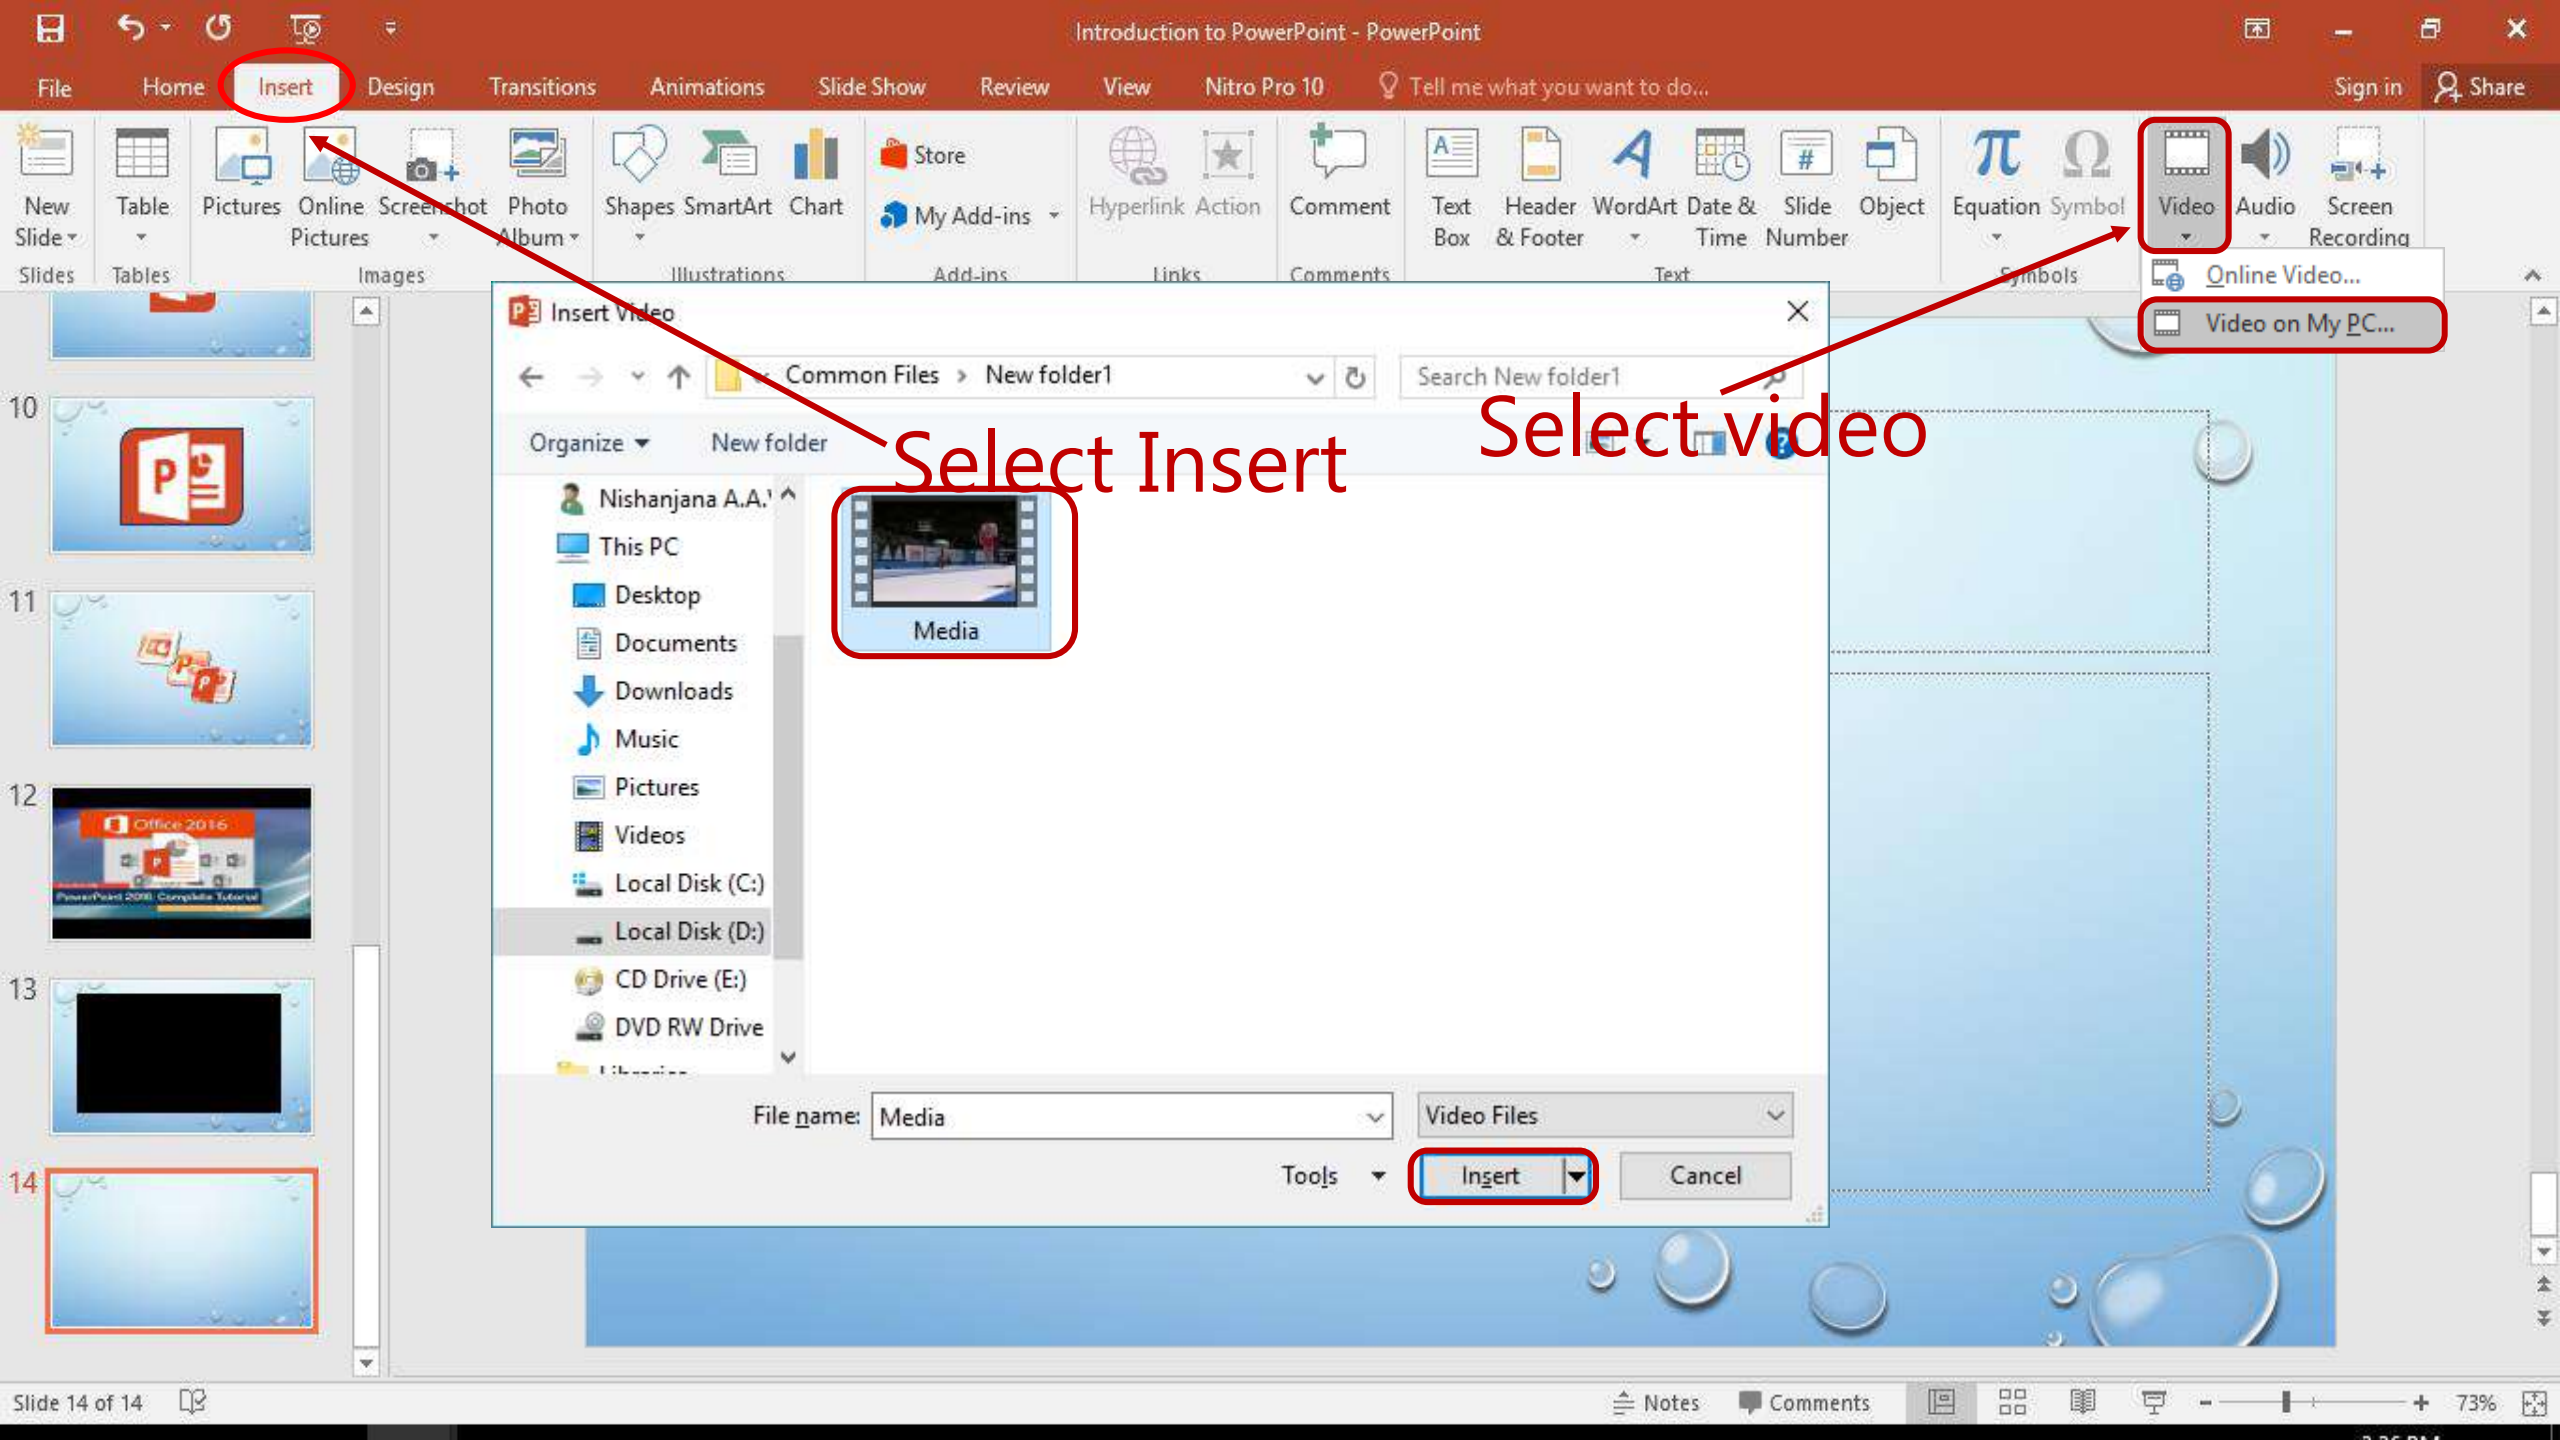 Introduction to PowerPoint - PowerPoint
File Home Insert Design Transitions Animations Slide Show Review View Nitro Pro 10 Tell me what you want to do... Sign in Share
New Slide
Table
Pictures
Online Pictures
Screenshot
Photo Album
Shapes
SmartArt
Chart
Store
My Add-ins
Hyperlink
Action
Comment
Text Box
Header & Footer
WordArt
Date & Time
Slide Number
Object
Equation
Symbol
Video
Audio
Screen Recording
Slides Tables Images Illustrations Add-ins Links Comments Text Symbols
Online Video...
Video on My PC...
Insert Video
Common Files > New folder1
Search New folder1
Organize New folder
Select Insert
Select video
Nishanjana A.A.
This PC
Desktop
Documents
Downloads
Music
Pictures
Videos
Local Disk (C:)
Local Disk (D:)
CD Drive (E:)
DVD RW Drive
Libraries
Media
File name: Media
Video Files
Tools Insert Cancel
10
11
12
Office 2016
PowerPoint 2016 Complete Tutorial
13
14
Slide 14 of 14
Notes Comments 73%